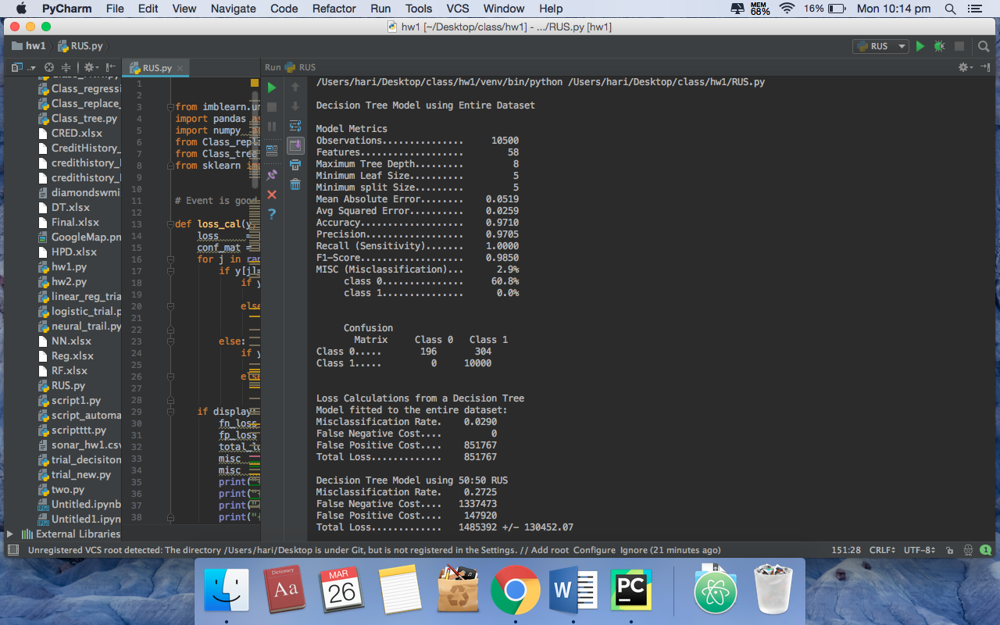 PyCharm File Edit View Navigate Code Refactor Run Tools VCS Window Help MEM 68% 16% Mon 10:14 pm
hw1 [~/Desktop/class/hw1] - .../RUS.py [hw1]
hw1 RUS.py RUS
RUS.py
Run RUS
Class_regressi
Class_replace_
Class_tree.py
CRED.xlsx
CreditHistory_
credithistory_
credithistory_
diamondswmis
DT.xlsx
Final.xlsx
GoogleMap.pn
HPD.xlsx
hw1.py
hw2.py
linear_reg_tria
logistic_trial.p
neural_trail.py
NN.xlsx
Reg.xlsx
RF.xlsx
RUS.py
script1.py
script_automa
scriptttt.py
sonar_hw1.csv
trial_decisiton
trial_new.py
two.py
Untitled.ipynb
Untitled1.ipyn
External Libraries
1
2
3 from imblearn.ur
4 import pandas as
5 import numpy
6 from Class_repl
7 from Class_tree
8 from sklearn im
9
10
11 # Event is good
12
13 def loss_cal(y,
14 loss =
15 conf_mat =
16 for j in ran
17 if y[j]=
18 if y
19
20 else
21
22
23 else:
24 if y
25
26 else
27
28
29 if display:
30 fn_loss
31 fp_loss
32 total_lo
33 misc
34 misc
35 print("
36 print("
37 print("
38 print("
/Users/hari/Desktop/class/hw1/venv/bin/python /Users/hari/Desktop/class/hw1/RUS.py
Decision Tree Model using Entire Dataset
Model Metrics
Observations............... 10500
Features................... 58
Maximum Tree Depth......... 8
Minimum Leaf Size.......... 5
Minimum split Size......... 5
Mean Absolute Error........ 0.0519
Avg Squared Error.......... 0.0259
Accuracy................... 0.9710
Precision.................. 0.9705
Recall (Sensitivity)....... 1.0000
F1-Score................... 0.9850
MISC (Misclassification)... 2.9%
class 0............... 60.8%
class 1............... 0.0%
Confusion
Matrix Class 0 Class 1
Class 0..... 196 304
Class 1..... 0 10000
Loss Calculations from a Decision Tree
Model fitted to the entire dataset:
Misclassification Rate. 0.0290
False Negative Cost.... 0
False Positive Cost.... 851767
Total Loss............. 851767
Decision Tree Model using 50:50 RUS
Misclassification Rate. 0.2725
False Negative Cost.... 1337473
False Positive Cost.... 147920
Total Loss............. 1485392 +/- 130452.07
Unregistered VCS root detected: The directory /Users/hari/Desktop is under Git, but is not registered in the Settings. // Add root Configure Ignore (21 minutes ago) 151:28 CRLF UTF-8 1
Dictionary
Aa
MAR
26
W
PC